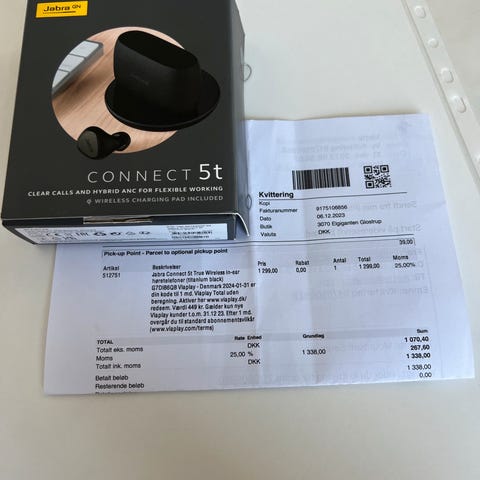 Jabra GN
CONNECT 5t
CLEAR CALLS AND HYBRID ANC FOR FLEXIBLE WORKING
WIRELESS CHARGING PAD INCLUDED
Kvittering
Kopi
Fakturanummer 9175106856
Dato 06.12.2023
Butik 3070 Elgiganten Glostrup
Valuta DKK
39,00
Pick-up Point - Parcel to optional pickup point
Artikel Beskrivelser Pris Rabat Antal Total Moms
512751 Jabra Connect 5t True Wireless in-ear 1 299,00 0,00 1 1 299,00 25,00%
høretelefoner (titanium black)
Viaplay - Denmark 2024-01-31 er
din kode til 1 md. Viaplay Total uden
beregning. Aktiver her www.viaplay.dk/
redeem. Værdi 449 kr. Gælder kun nye
Viaplay kunder t.o.m. 31.12 23. Efter 1 md.
overgår du til standard abonnementsvilkår
(www.viaplay.com/terms)
TOTAL Rate Enhed Grundlag Sum
Totalt eks. moms DKK 1 070,40
Moms 25,00 % 1 338,00 267,60
Totalt ink. moms DKK 1 338,00
Betalt beløb 1 338,00
Resterende beløb 0,00